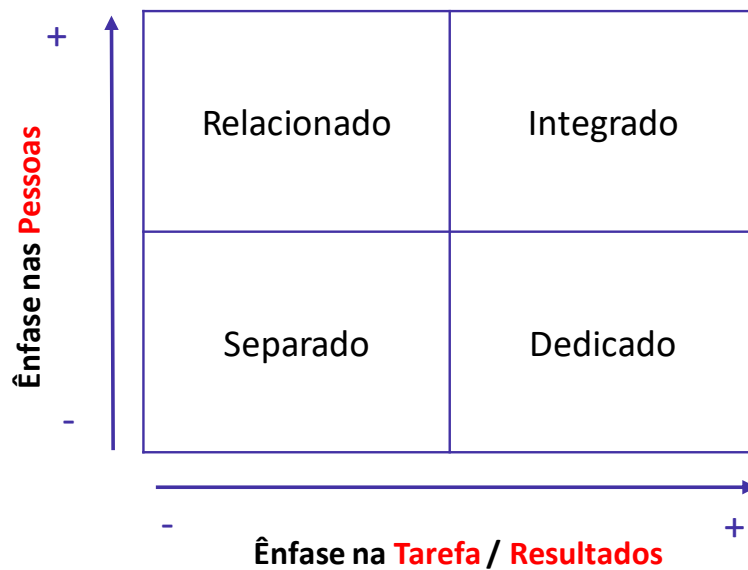 +
Relacionado
Integrado
Ênfase nas Pessoas
Separado
Dedicado
-
-
+
Ênfase na Tarefa / Resultados